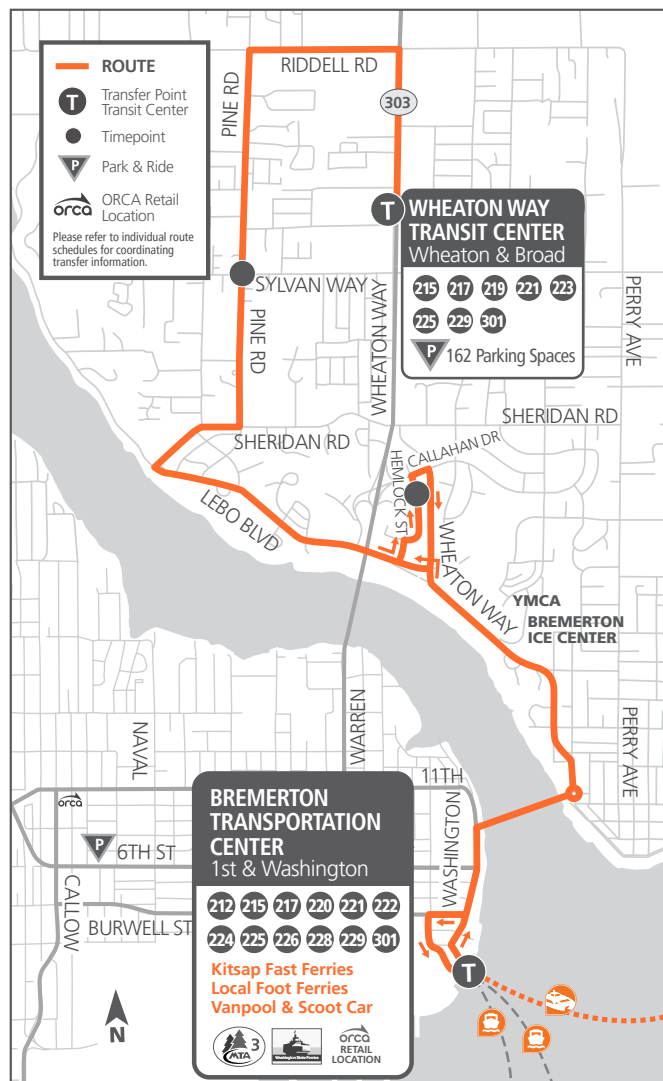 ROUTE
T
Transfer Point
Transit Center
Timepoint
P
Park & Ride
orca
ORCA Retail
Location
Please refer to individual route
schedules for coordinating
transfer information.
RIDDELL RD
PINE RD
303
T
WHEATON WAY
TRANSIT CENTER
Wheaton & Broad
215 217 219 221 223
225 229 301
P
162 Parking Spaces
SYLVAN WAY
WHEATON WAY
PERRY AVE
PINE RD
SHERIDAN RD
SHERIDAN RD
CALLAHAN DR
HEMLOCK ST
LEBO BLVD
WHEATON WAY
YMCA
BREMERTON
ICE CENTER
WARREN
NAVAL
PERRY AVE
11TH
orca
P
6TH ST
WASHINGTON
CALLOW
BURWELL ST
BREMERTON
TRANSPORTATION
CENTER
1st & Washington
212 215 217 220 221 222
224 225 226 228 229 301
Kitsap Fast Ferries
Local Foot Ferries
Vanpool & Scoot Car
MTA
3
Washington State Ferries
orca
RETAIL
LOCATION
T
N